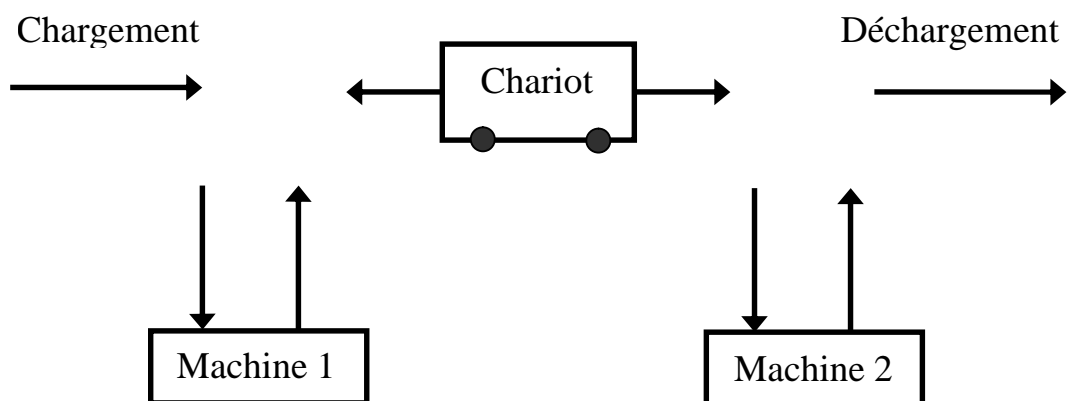 Chargement
Déchargement
Chariot
Machine 1
Machine 2